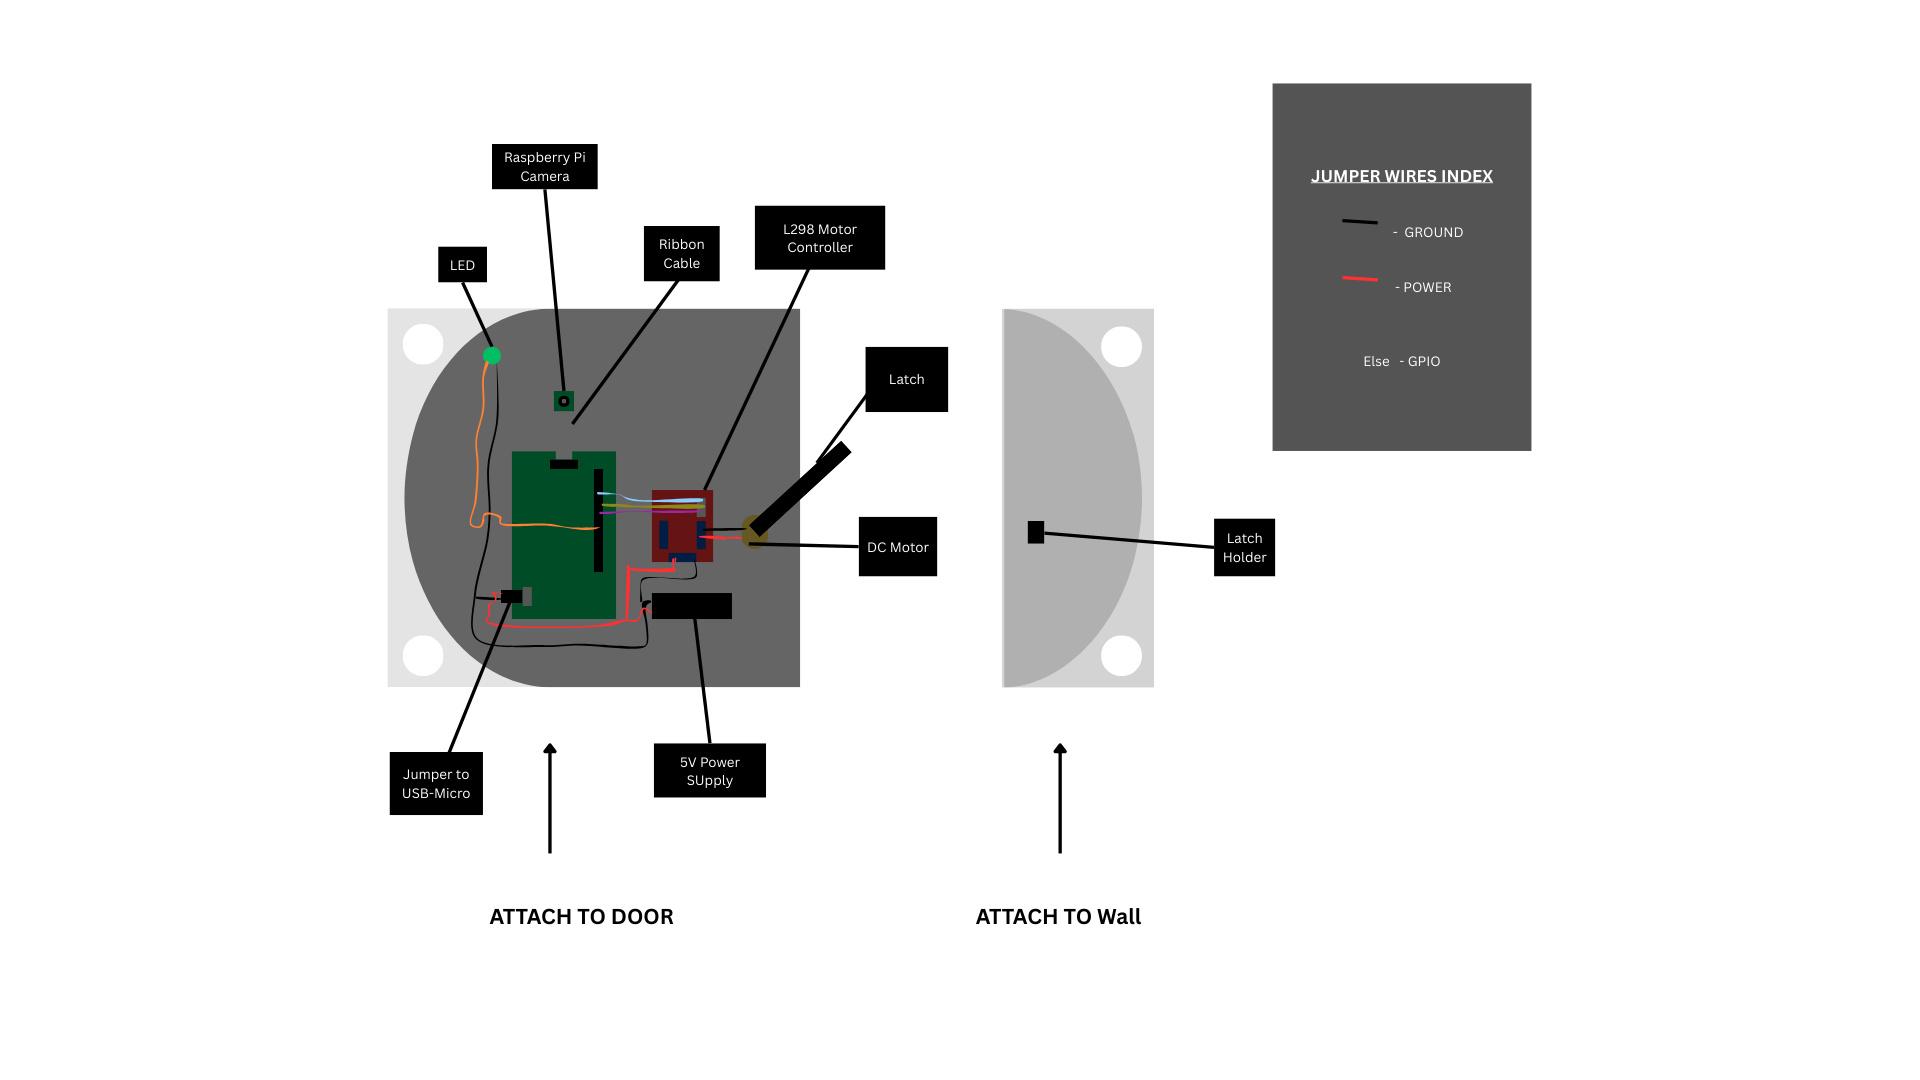 JUMPER WIRES INDEX
- GROUND
- POWER
Else - GPIO
Raspberry Pi
Camera
LED
Ribbon
Cable
L298 Motor
Controller
Latch
DC Motor
Latch
Holder
Jumper to
USB-Micro
5V Power
SUpply
ATTACH TO DOOR
ATTACH TO Wall